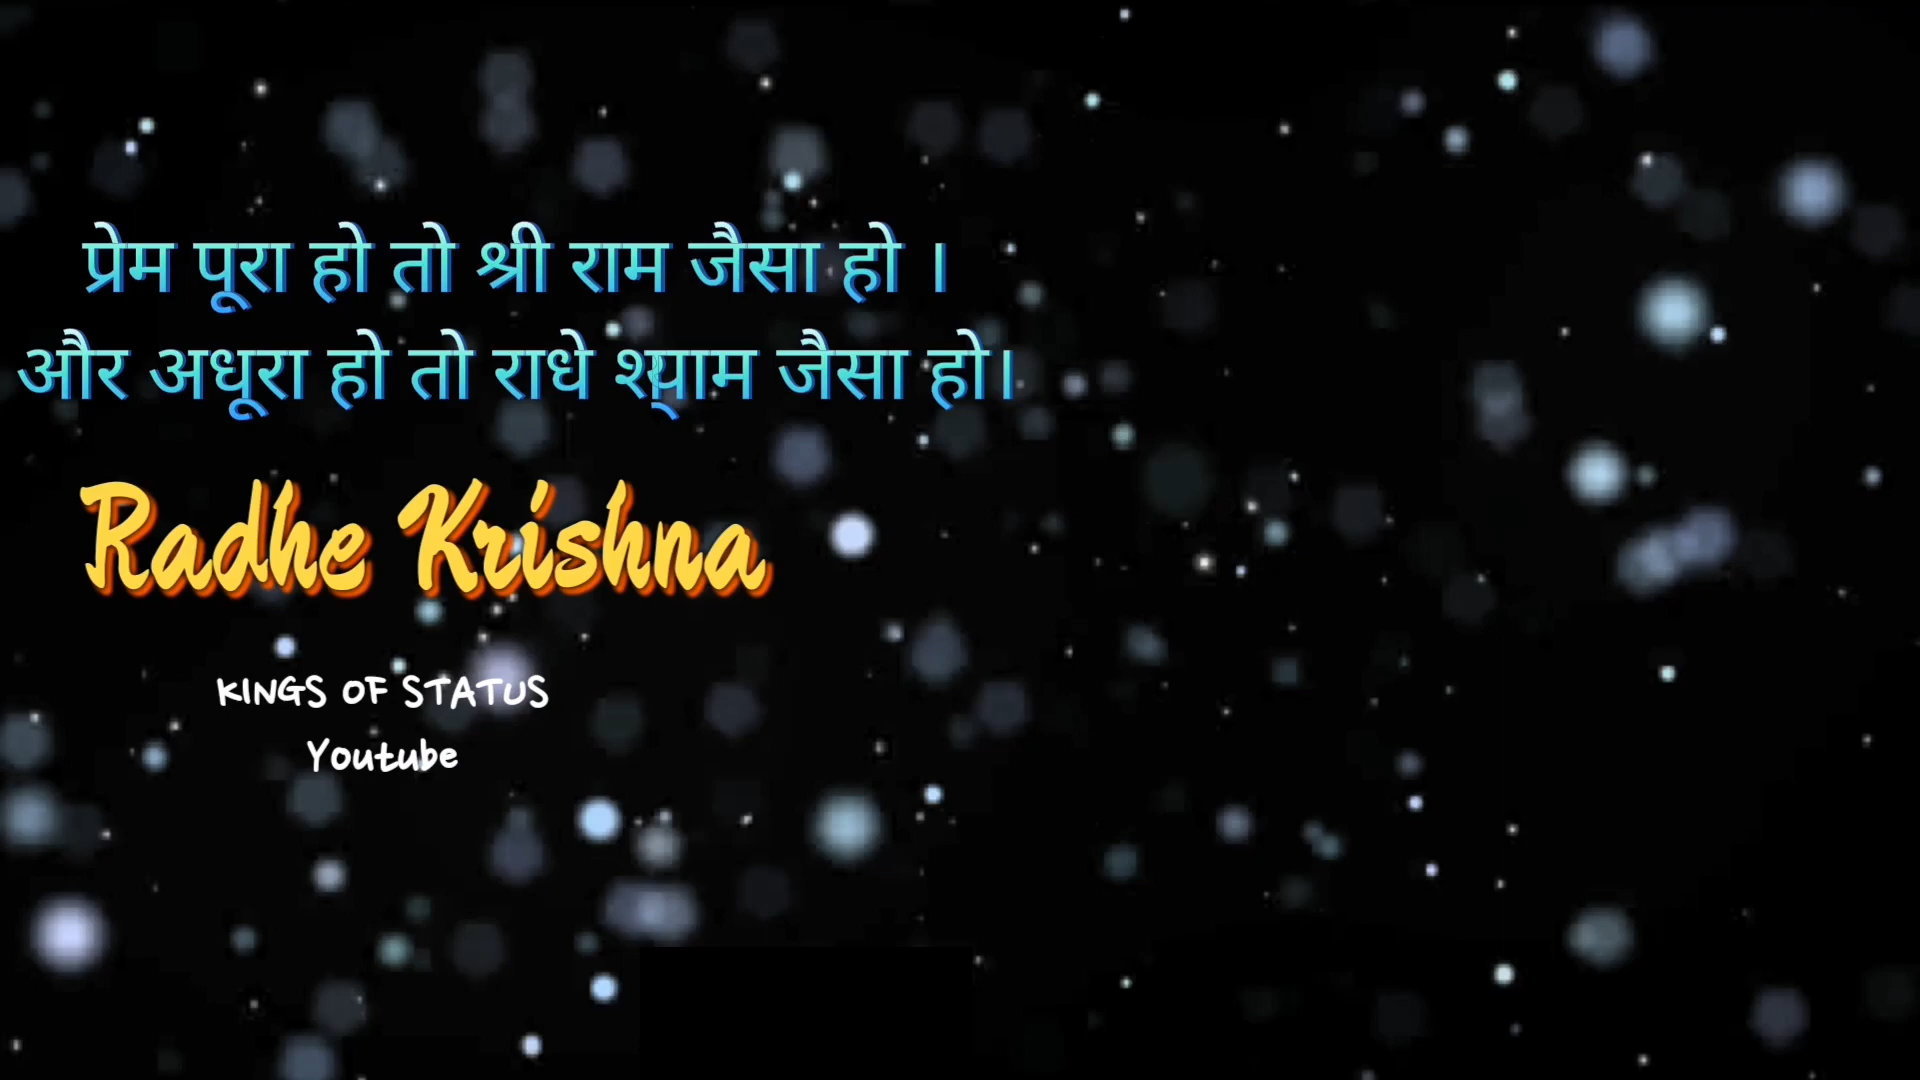 प्रेम पूरा हो तो श्री राम जैसा हो ।
और अधूरा हो तो राधे श्य्राम जैसा हो।
Radhe Krishna
KINGS OF STATUS
Youtube